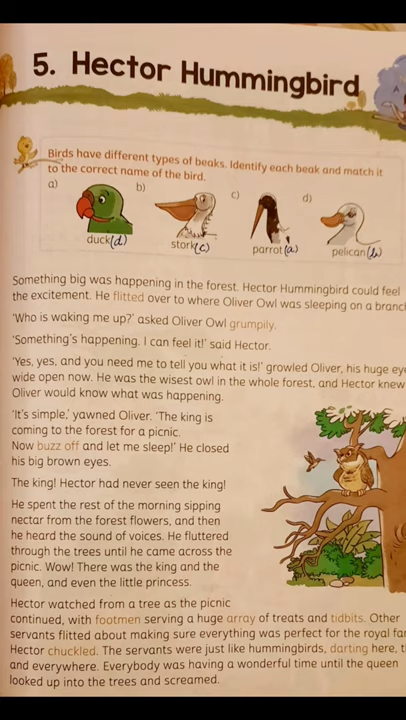 5. Hector Hummingbird
Birds have different types of beaks. Identify each beak and match it
to the correct name of the bird.
a) b) c) d)
duck(d) stork(c) parrot(a) pelican(b)
Something big was happening in the forest. Hector Hummingbird could feel
the excitement. He flitted over to where Oliver Owl was sleeping on a branch
'Who is waking me up?' asked Oliver Owl grumpily.
'Something's happening. I can feel it!' said Hector.
'Yes, yes, and you need me to tell you what it is!' growled Oliver, his huge
wide open now. He was the wisest owl in the whole forest, and Hector knew
Oliver would know what was happening.
'It's simple,' yawned Oliver. 'The king is
coming to the forest for a picnic.
Now buzz off and let me sleep!' He closed
his big brown eyes.
The king! Hector had never seen the king!
He spent the rest of the morning sipping
nectar from the forest flowers, and then
he heard the sound of voices. He fluttered
through the trees until he came across the
picnic. Wow! There was the king and the
queen, and even the little princess.
Hector watched from a tree as the picnic
continued, with footmen serving a huge array of treats and tidbits. Other
servants flitted about making sure everything was perfect for the royal
Hector chuckled. The servants were just like hummingbirds, darting here,
and everywhere. Everybody was having a wonderful time until the queen
looked up into the trees and screamed.